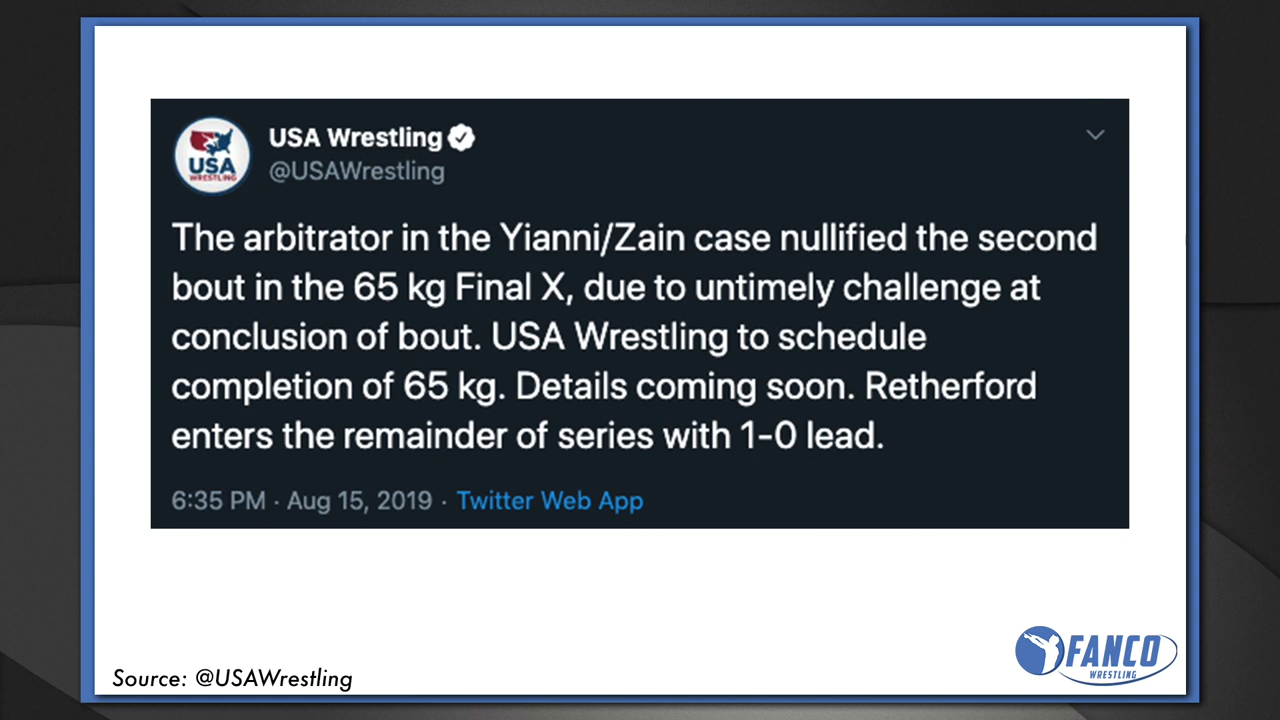 USA Wrestling
@USAWrestling
USA
WRESTLING
The arbitrator in the Yianni/Zain case nullified the second
bout in the 65 kg Final X, due to untimely challenge at
conclusion of bout. USA Wrestling to schedule
completion of 65 kg. Details coming soon. Retherford
enters the remainder of series with 1-0 lead.
6:35 PM · Aug 15, 2019 · Twitter Web App
FANCO
WRESTLING
Source: @USAWrestling